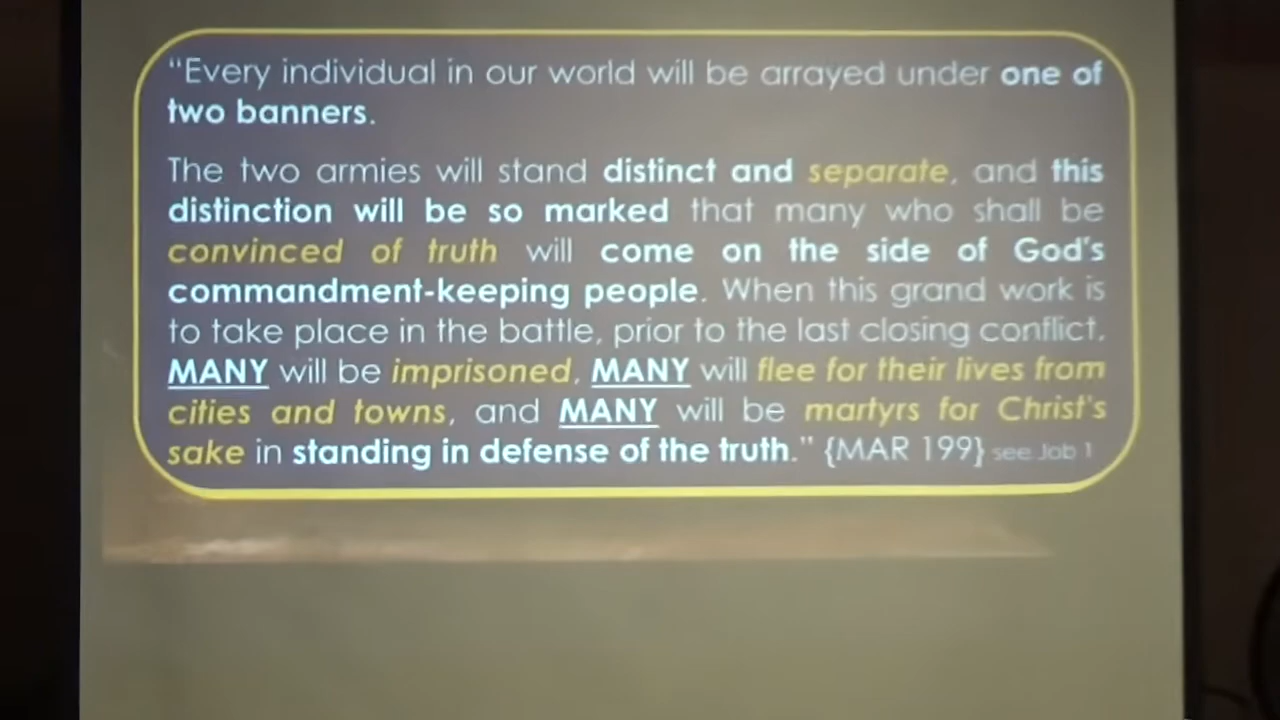 “Every individual in our world will be arrayed under one of
two banners.
The two armies will stand distinct and separate, and this
distinction will be so marked that many who shall be
convinced of truth will come on the side of God's
commandment-keeping people. When this grand work is
to take place in the battle, prior to the last closing conflict,
MANY will be imprisoned, MANY will flee for their lives from
cities and towns, and MANY will be martyrs for Christ's
sake in standing in defense of the truth.” {MAR 199} see Job 1